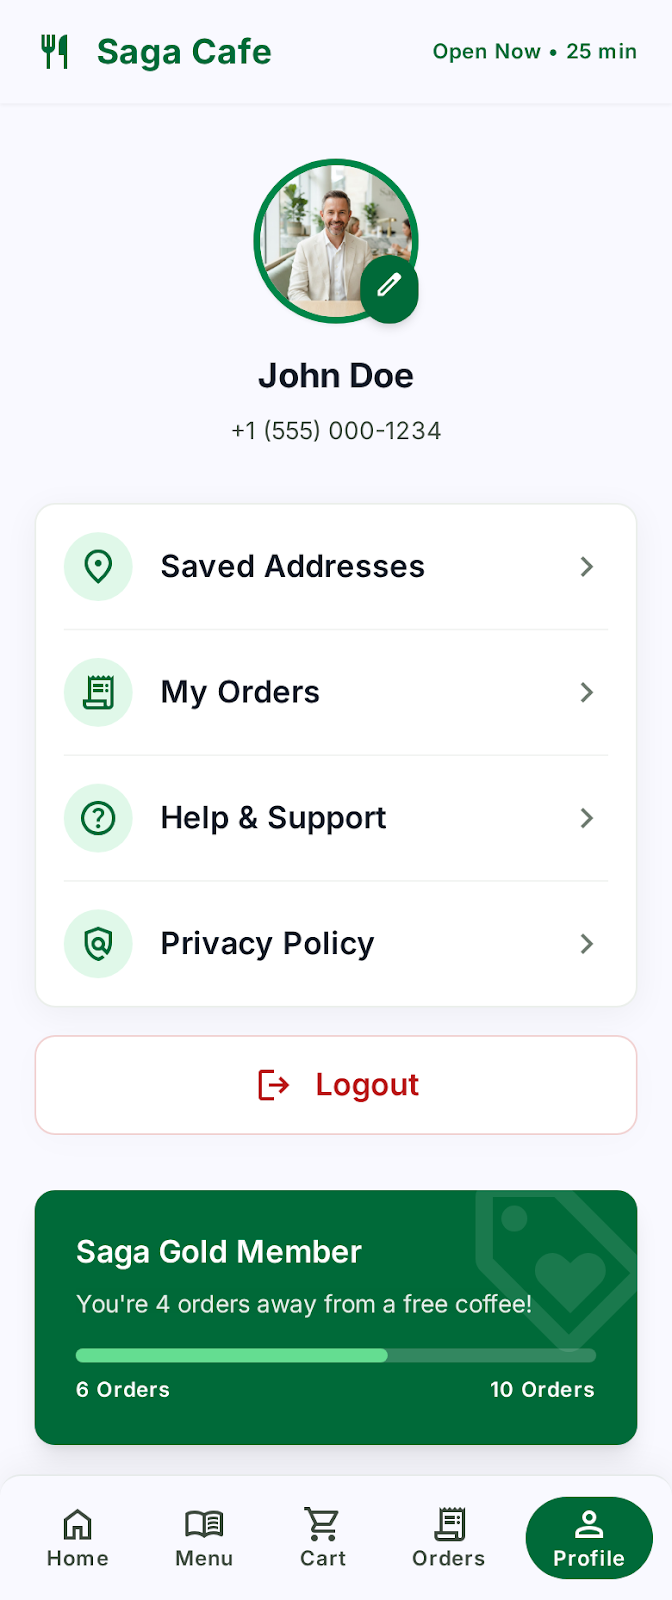 Saga Cafe
Open Now • 25 min
John Doe
+1 (555) 000-1234
Saved Addresses
My Orders
Help & Support
Privacy Policy
Logout
Saga Gold Member
You're 4 orders away from a free coffee!
6 Orders
10 Orders
Home
Menu
Cart
Orders
Profile